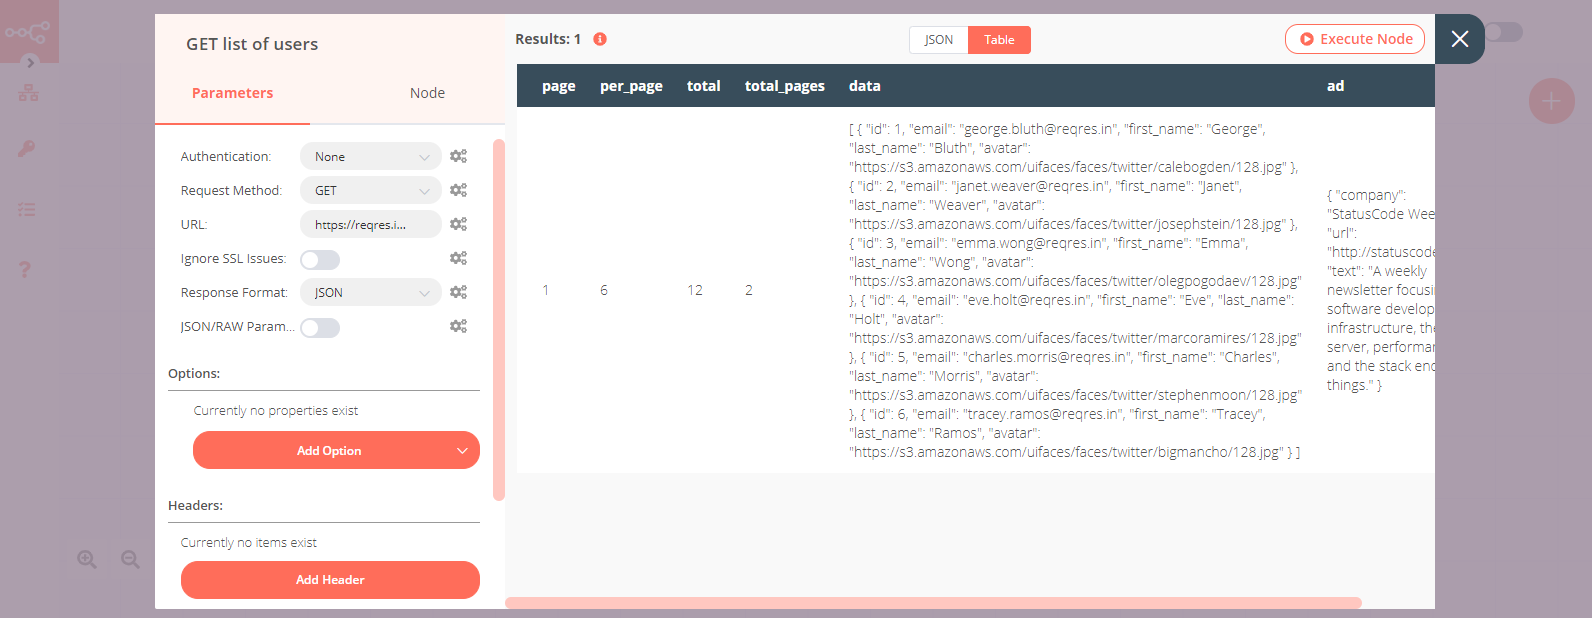 GET list of users
Parameters
Node
Authentication:
None
Request Method:
GET
URL:
https://reqres.i...
Ignore SSL Issues:
Response Format:
JSON
JSON/RAW Param...
Options:
Currently no properties exist
Add Option
Headers:
Currently no items exist
Add Header
Results: 1
JSON
Table
Execute Node
page
per_page
total
total_pages
data
ad
1
6
12
2
[ { "id": 1, "email": "george.bluth@reqres.in", "first_name": "George",
"last_name": "Bluth", "avatar":
"https://s3.amazonaws.com/uifaces/faces/twitter/calebogden/128.jpg" },
{ "id": 2, "email": "janet.weaver@reqres.in", "first_name": "Janet",
"last_name": "Weaver", "avatar":
"https://s3.amazonaws.com/uifaces/faces/twitter/josephstein/128.jpg" },
{ "id": 3, "email": "emma.wong@reqres.in", "first_name": "Emma",
"last_name": "Wong", "avatar":
"https://s3.amazonaws.com/uifaces/faces/twitter/olegpogodaev/128.jpg"
}, { "id": 4, "email": "eve.holt@reqres.in", "first_name": "Eve", "last_name":
"Holt", "avatar":
"https://s3.amazonaws.com/uifaces/faces/twitter/marcoramires/128.jpg"
}, { "id": 5, "email": "charles.morris@reqres.in", "first_name": "Charles",
"last_name": "Morris", "avatar":
"https://s3.amazonaws.com/uifaces/faces/twitter/stephenmoon/128.jpg"
}, { "id": 6, "email": "tracey.ramos@reqres.in", "first_name": "Tracey",
"last_name": "Ramos", "avatar":
"https://s3.amazonaws.com/uifaces/faces/twitter/bigmancho/128.jpg" } ]
{ "company":
"StatusCode Wee
"url":
"http://statuscode
"text": "A weekly
newsletter focusi
software develop
infrastructure, the
server, performa
and the stack end
things." }